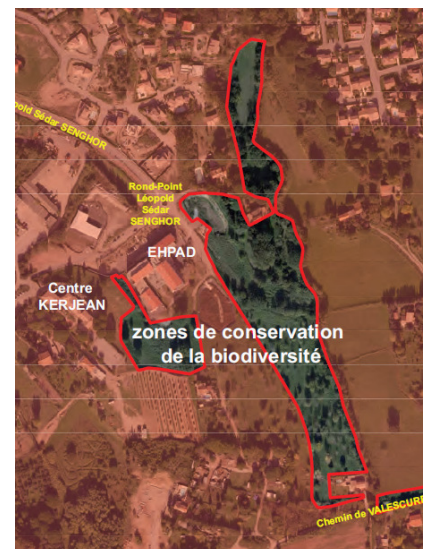 pold Sédar SENGHOR
Rond-Point
Léopold
Sédar
SENGHOR
EHPAD
Centre
KERJEAN
zones de conservation
de la biodiversité
Chemin de VALESCURE